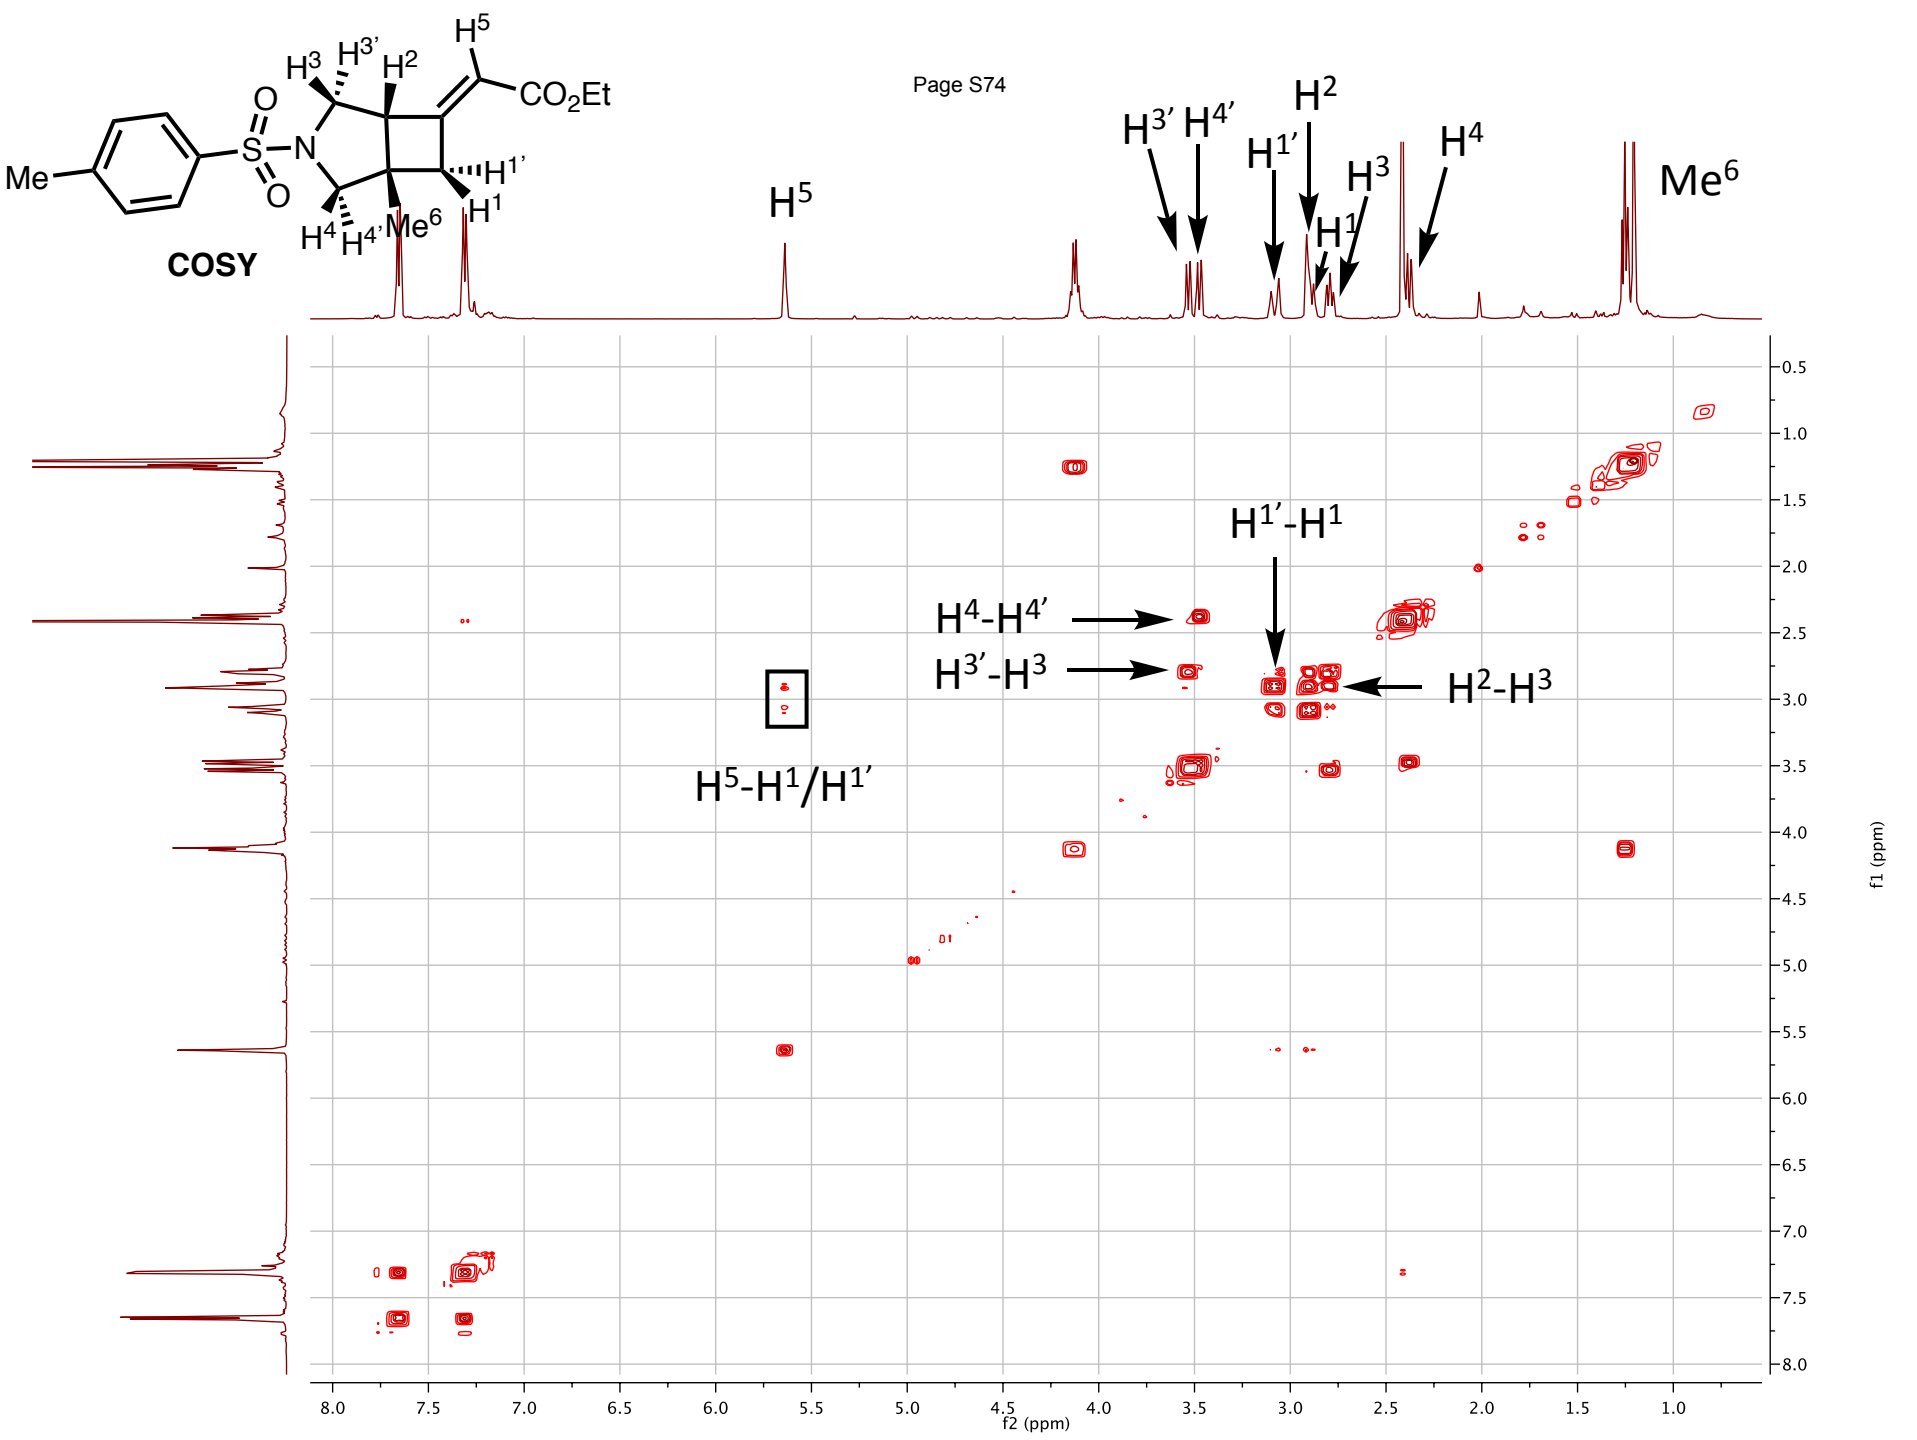 Page S74
H5
H3 H3' H2
CO2Et
O
Me S N
O
H1'
H1
H4 H4' Me6
COSY
H5
H3' H4' H1' H2 H1 H3 H4 Me6
H1'-H1
H4-H4'
H3'-H3
H2-H3
H5-H1/H1'
0.5
1.0
1.5
2.0
2.5
3.0
3.5
4.0
4.5
5.0
5.5
6.0
6.5
7.0
7.5
8.0
f1 (ppm)
8.0 7.5 7.0 6.5 6.0 5.5 5.0 4.5 4.0 3.5 3.0 2.5 2.0 1.5 1.0
f2 (ppm)